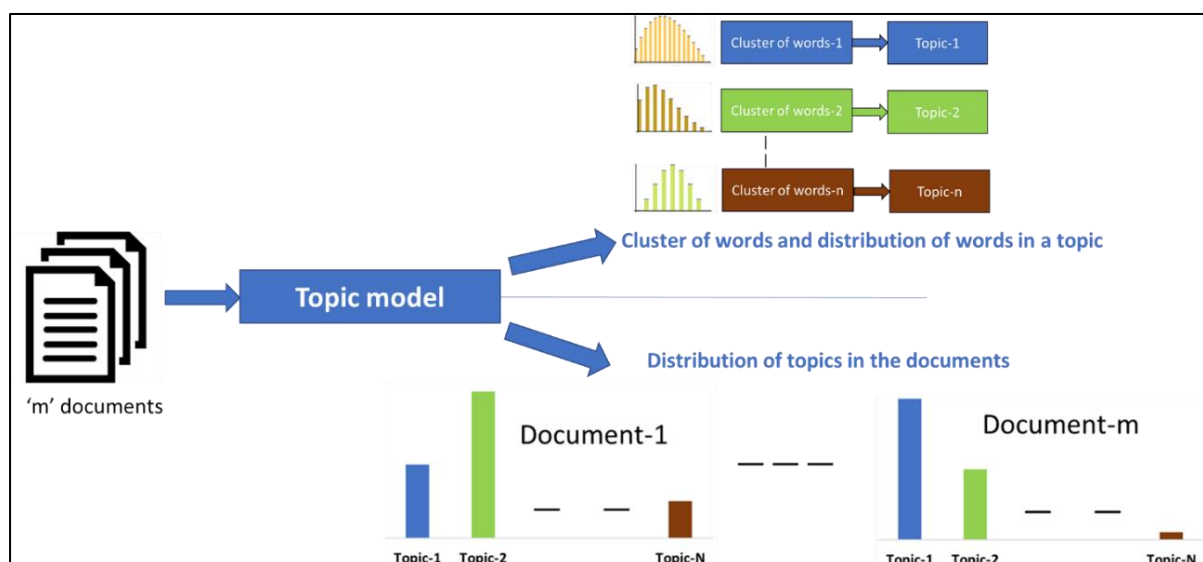 Cluster of words-1
Topic-1
Cluster of words-2
Topic-2
Cluster of words-n
Topic-n
Cluster of words and distribution of words in a topic
Topic model
Distribution of topics in the documents
'm' documents
Document-1
Document-m
Topic-1
Topic-2
Topic-N
Topic-1
Topic-2
Topic-N